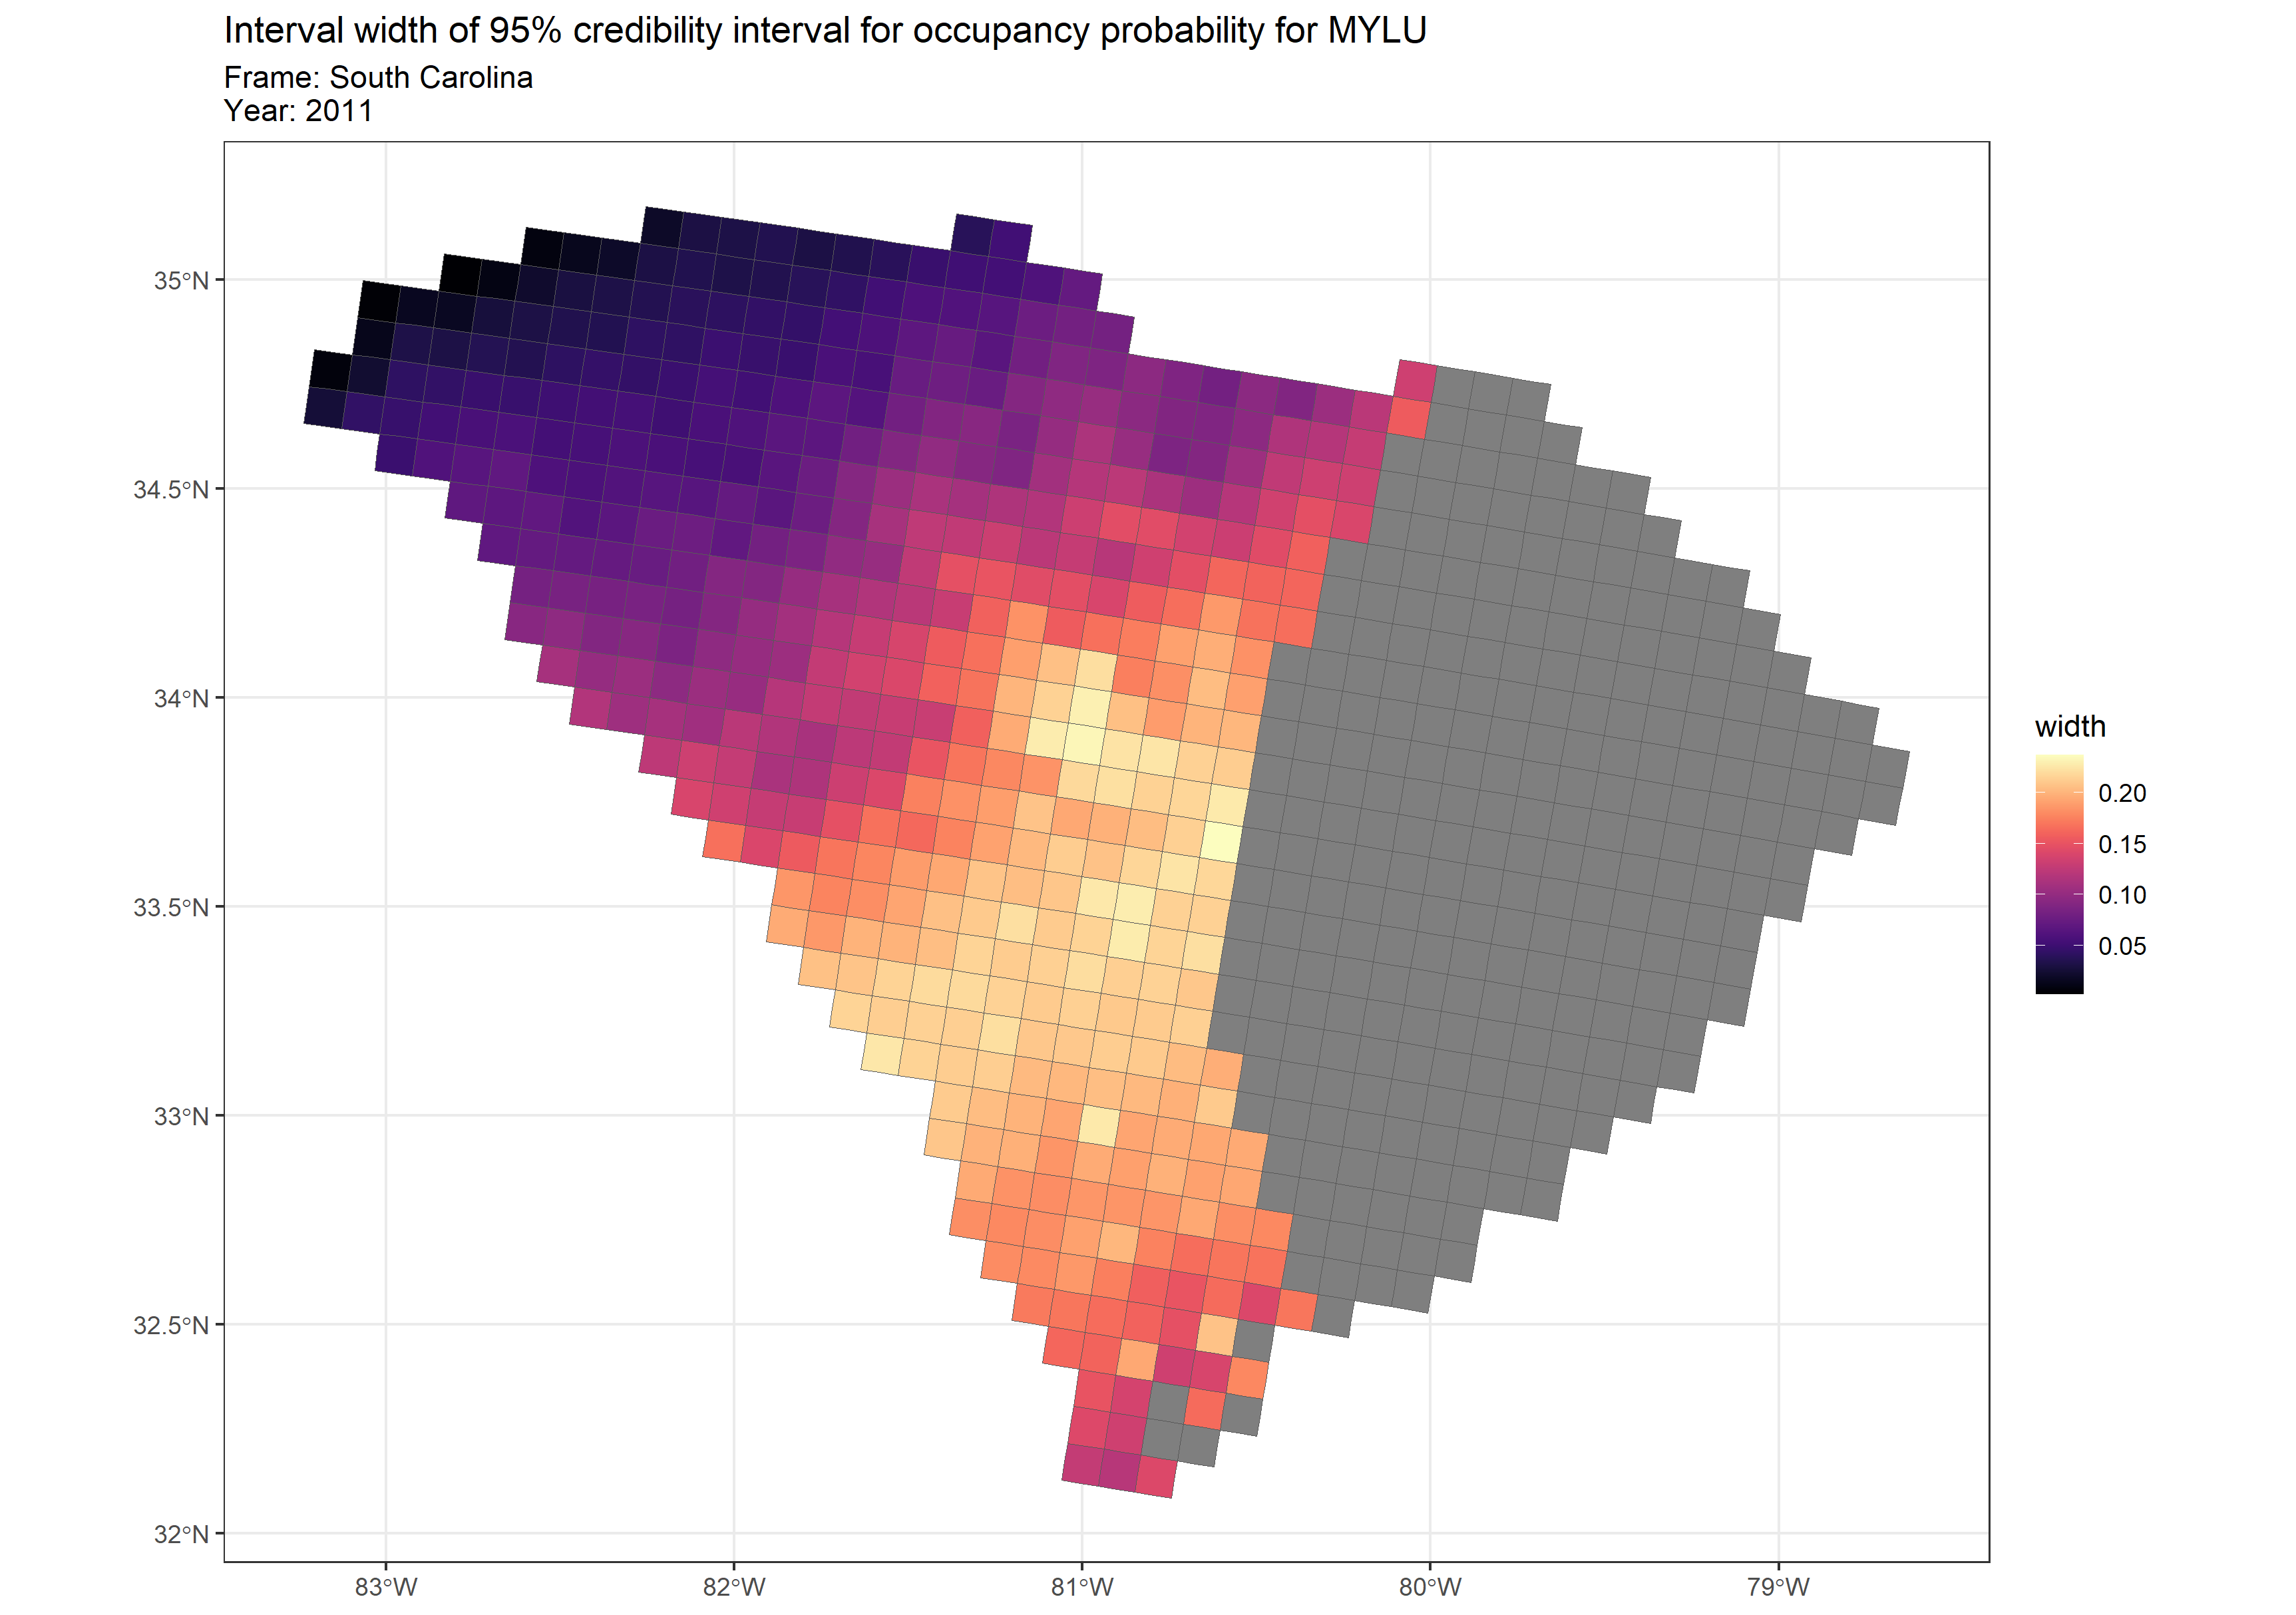 Interval width of 95% credibility interval for occupancy probability for MYLU
Frame: South Carolina
Year: 2011
35°N
34.5°N
34°N
33.5°N
33°N
32.5°N
32°N
83°W
82°W
81°W
80°W
79°W
width
0.20
0.15
0.10
0.05